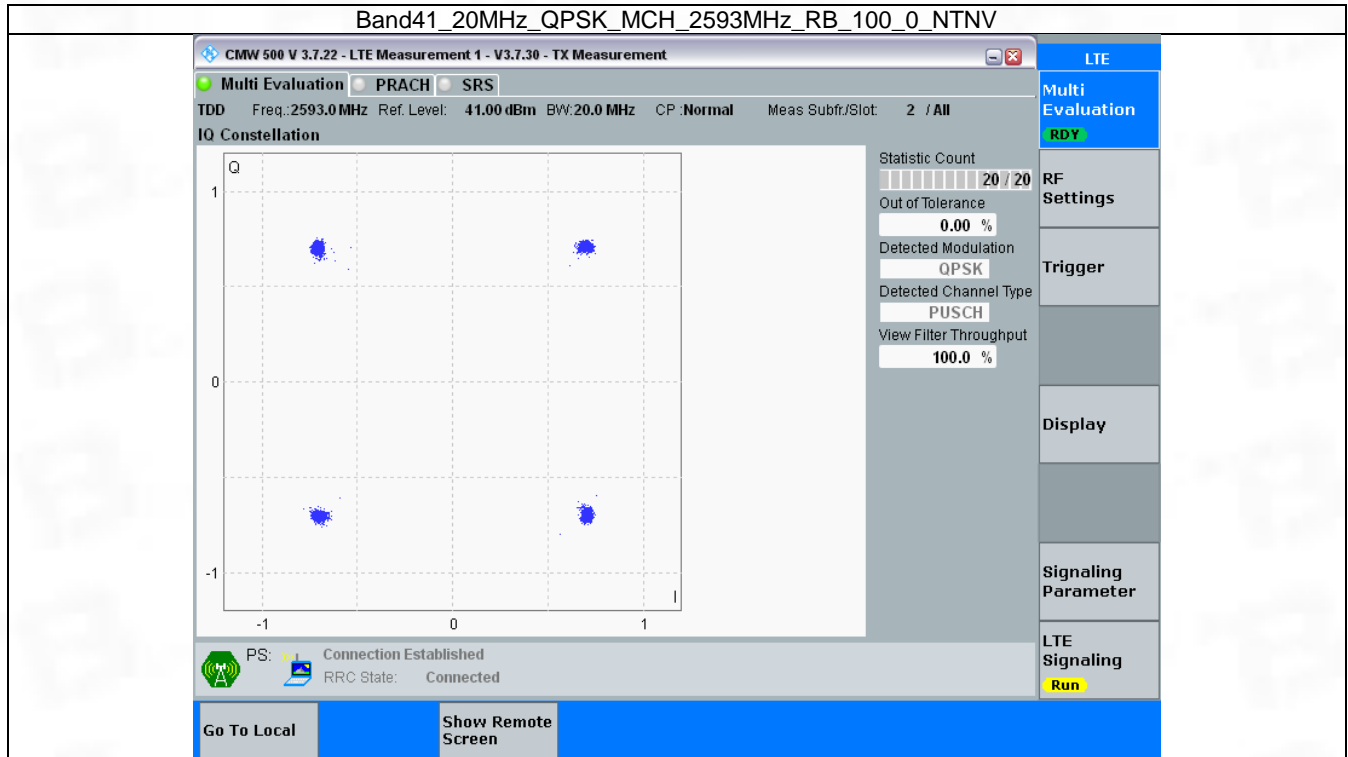 Band41_20MHz_QPSK_MCH_2593MHz_RB_100_0_NTNV
CMW 500 V 3.7.22 - LTE Measurement 1 - V3.7.30 - TX Measurement
LTE
Multi Evaluation PRACH SRS
TDD Freq.:2593.0 MHz Ref. Level: 41.00 dBm BW:20.0 MHz CP :Normal Meas Subfr./Slot: 2 / All
IQ Constellation
Q
1
0
-1
I
-1 0 1
Statistic Count
20 / 20
Out of Tolerance
0.00 %
Detected Modulation
QPSK
Detected Channel Type
PUSCH
View Filter Throughput
100.0 %
Multi
Evaluation
RDY
RF
Settings
Trigger
Display
Signaling
Parameter
LTE
Signaling
Run
PS: Connection Established
RRC State: Connected
Go To Local
Show Remote
Screen